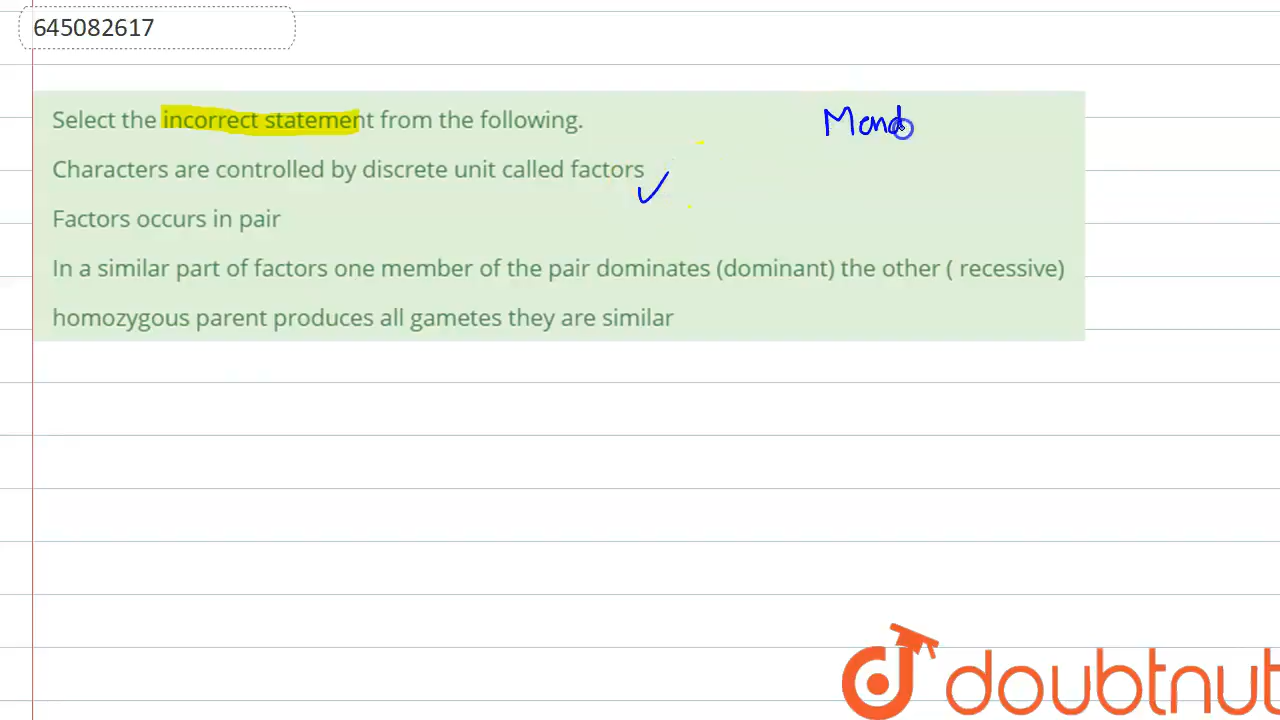 645082617
Select the incorrect statement from the following.
Mend
Characters are controlled by discrete unit called factors
Factors occurs in pair
In a similar part of factors one member of the pair dominates (dominant) the other ( recessive)
homozygous parent produces all gametes they are similar
doubtnut